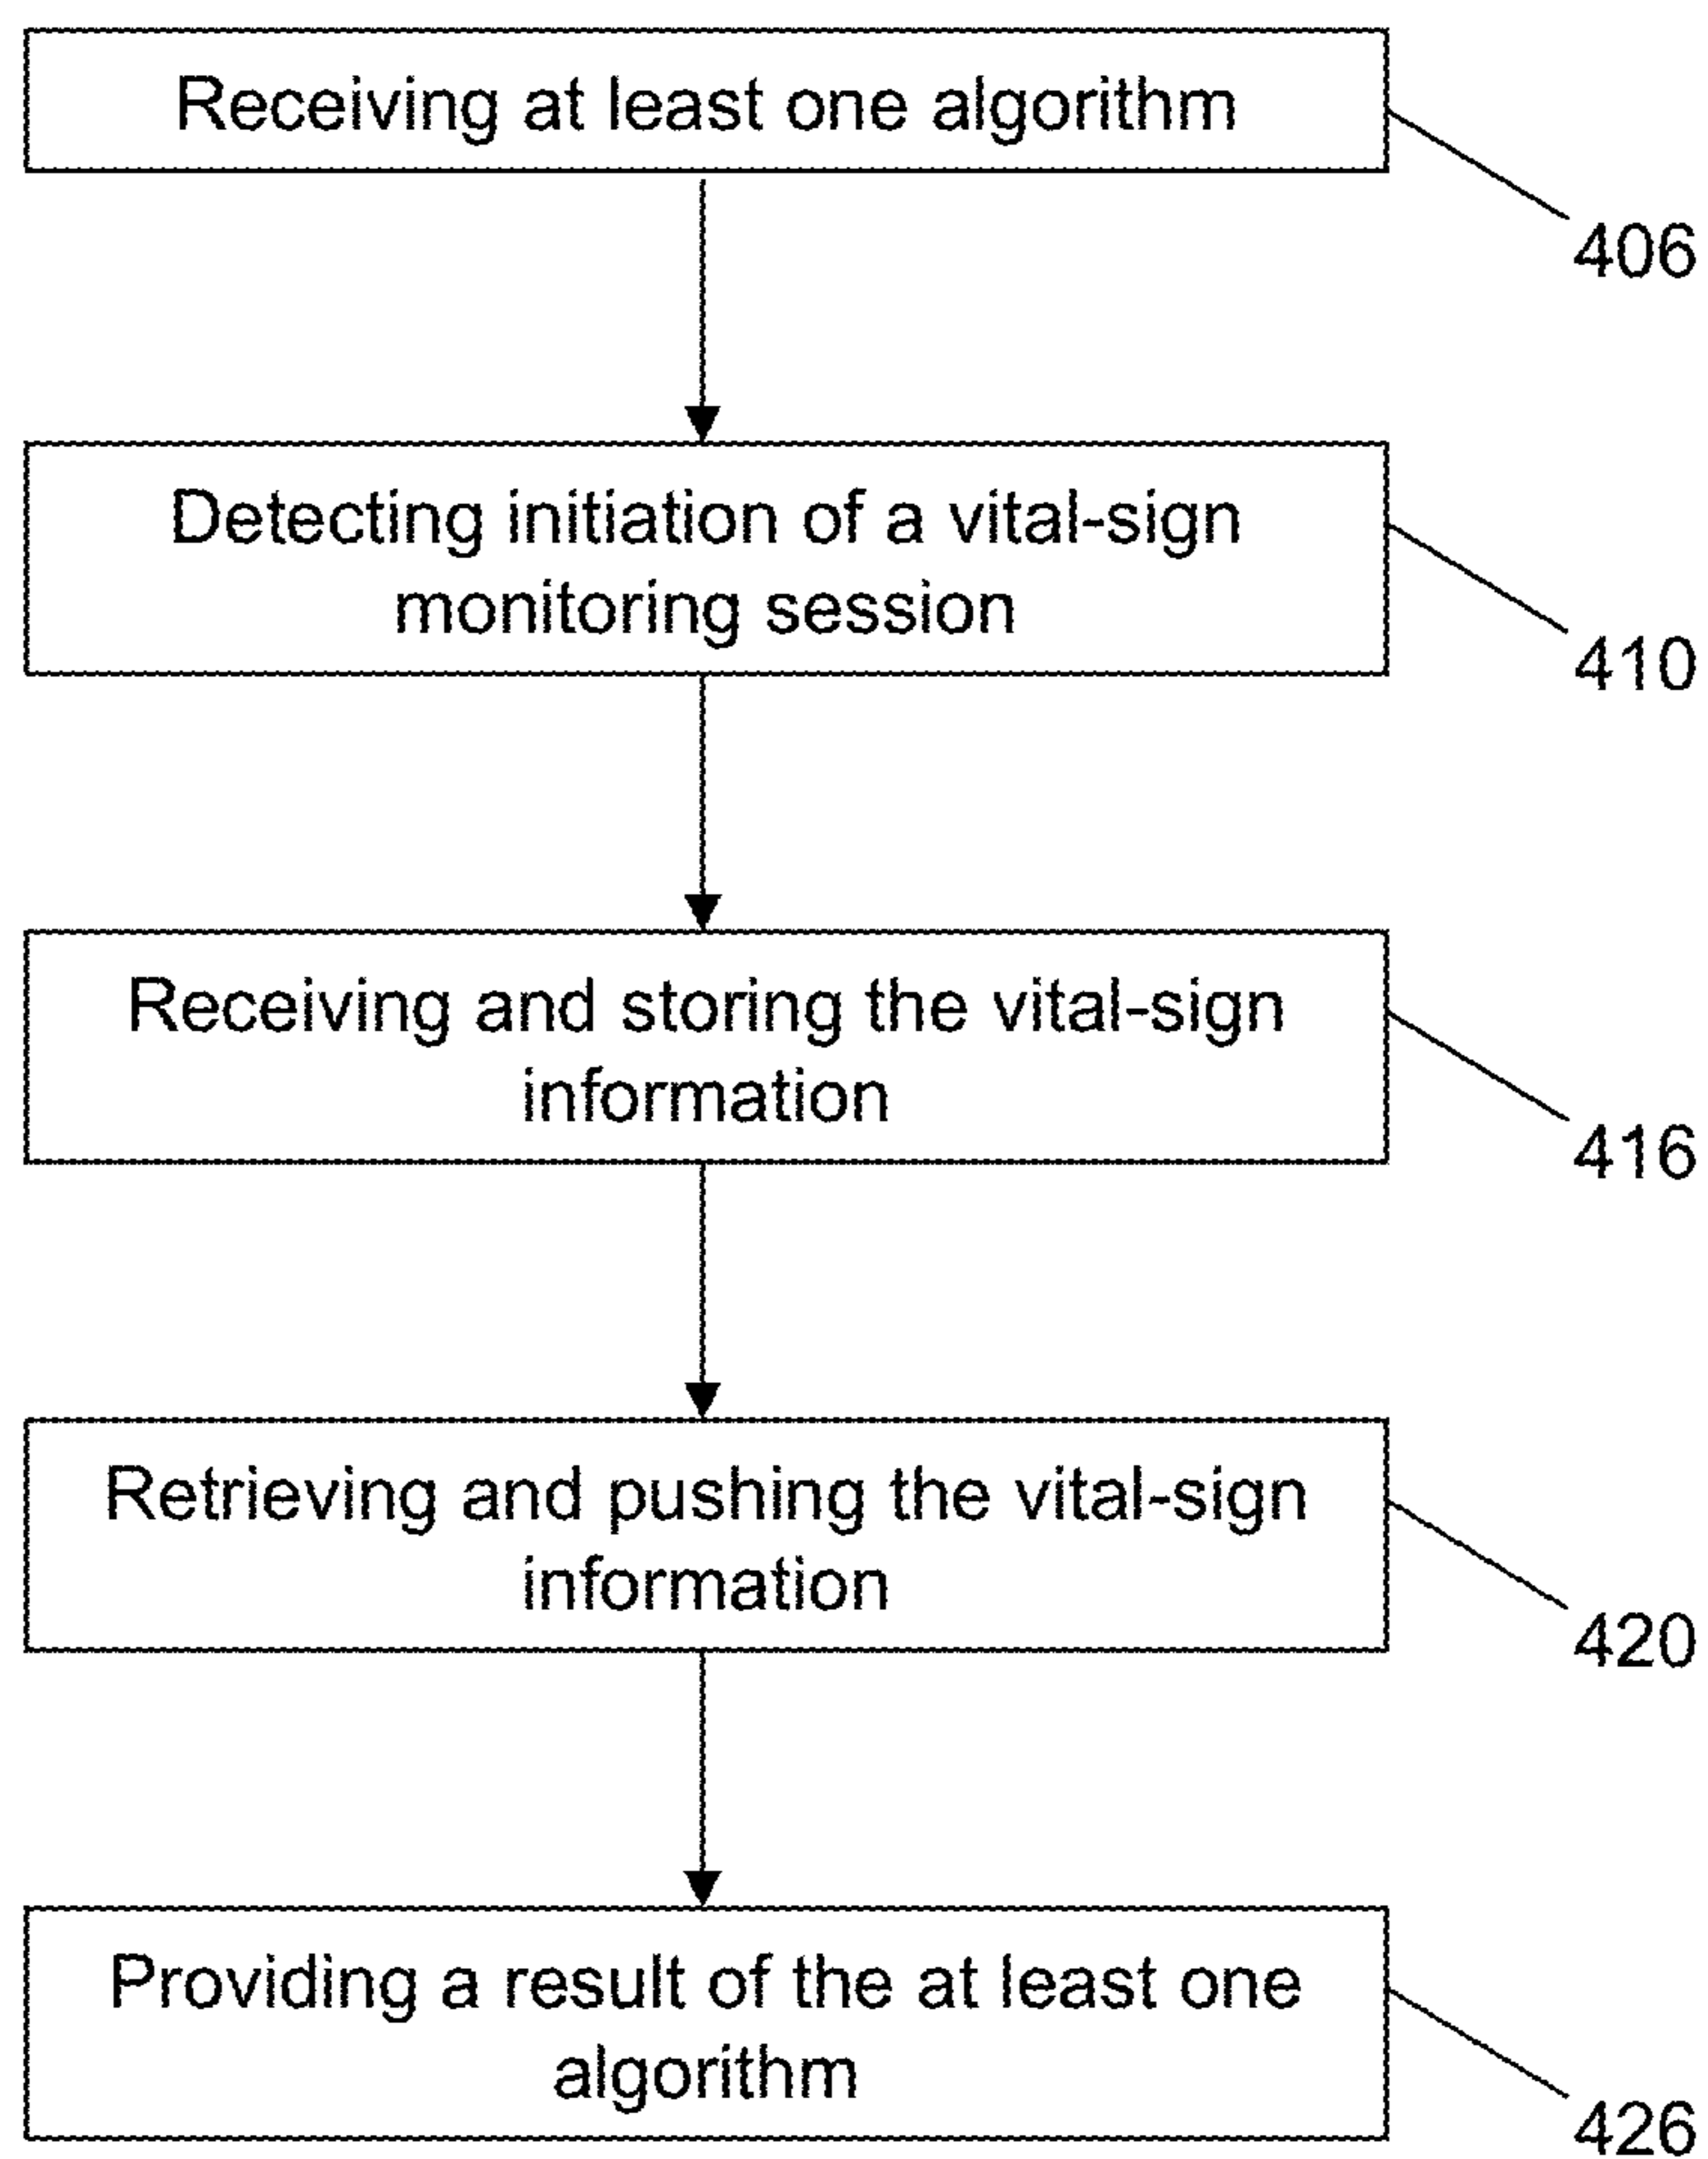 Receiving at least one algorithm
406
Detecting initiation of a vital-sign
monitoring session
410
Receiving and storing the vital-sign
information
416
Retrieving and pushing the vital-sign
information
420
Providing a result of the at least one
algorithm
426